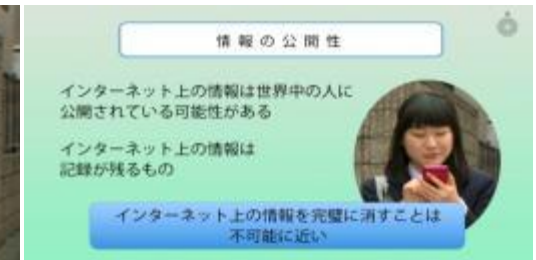 情報の公開性
インターネット上の情報は世界中の人に
公開されている可能性がある
インターネット上の情報は
記録が残るもの
インターネット上の情報を完璧に消すことは
不可能に近い